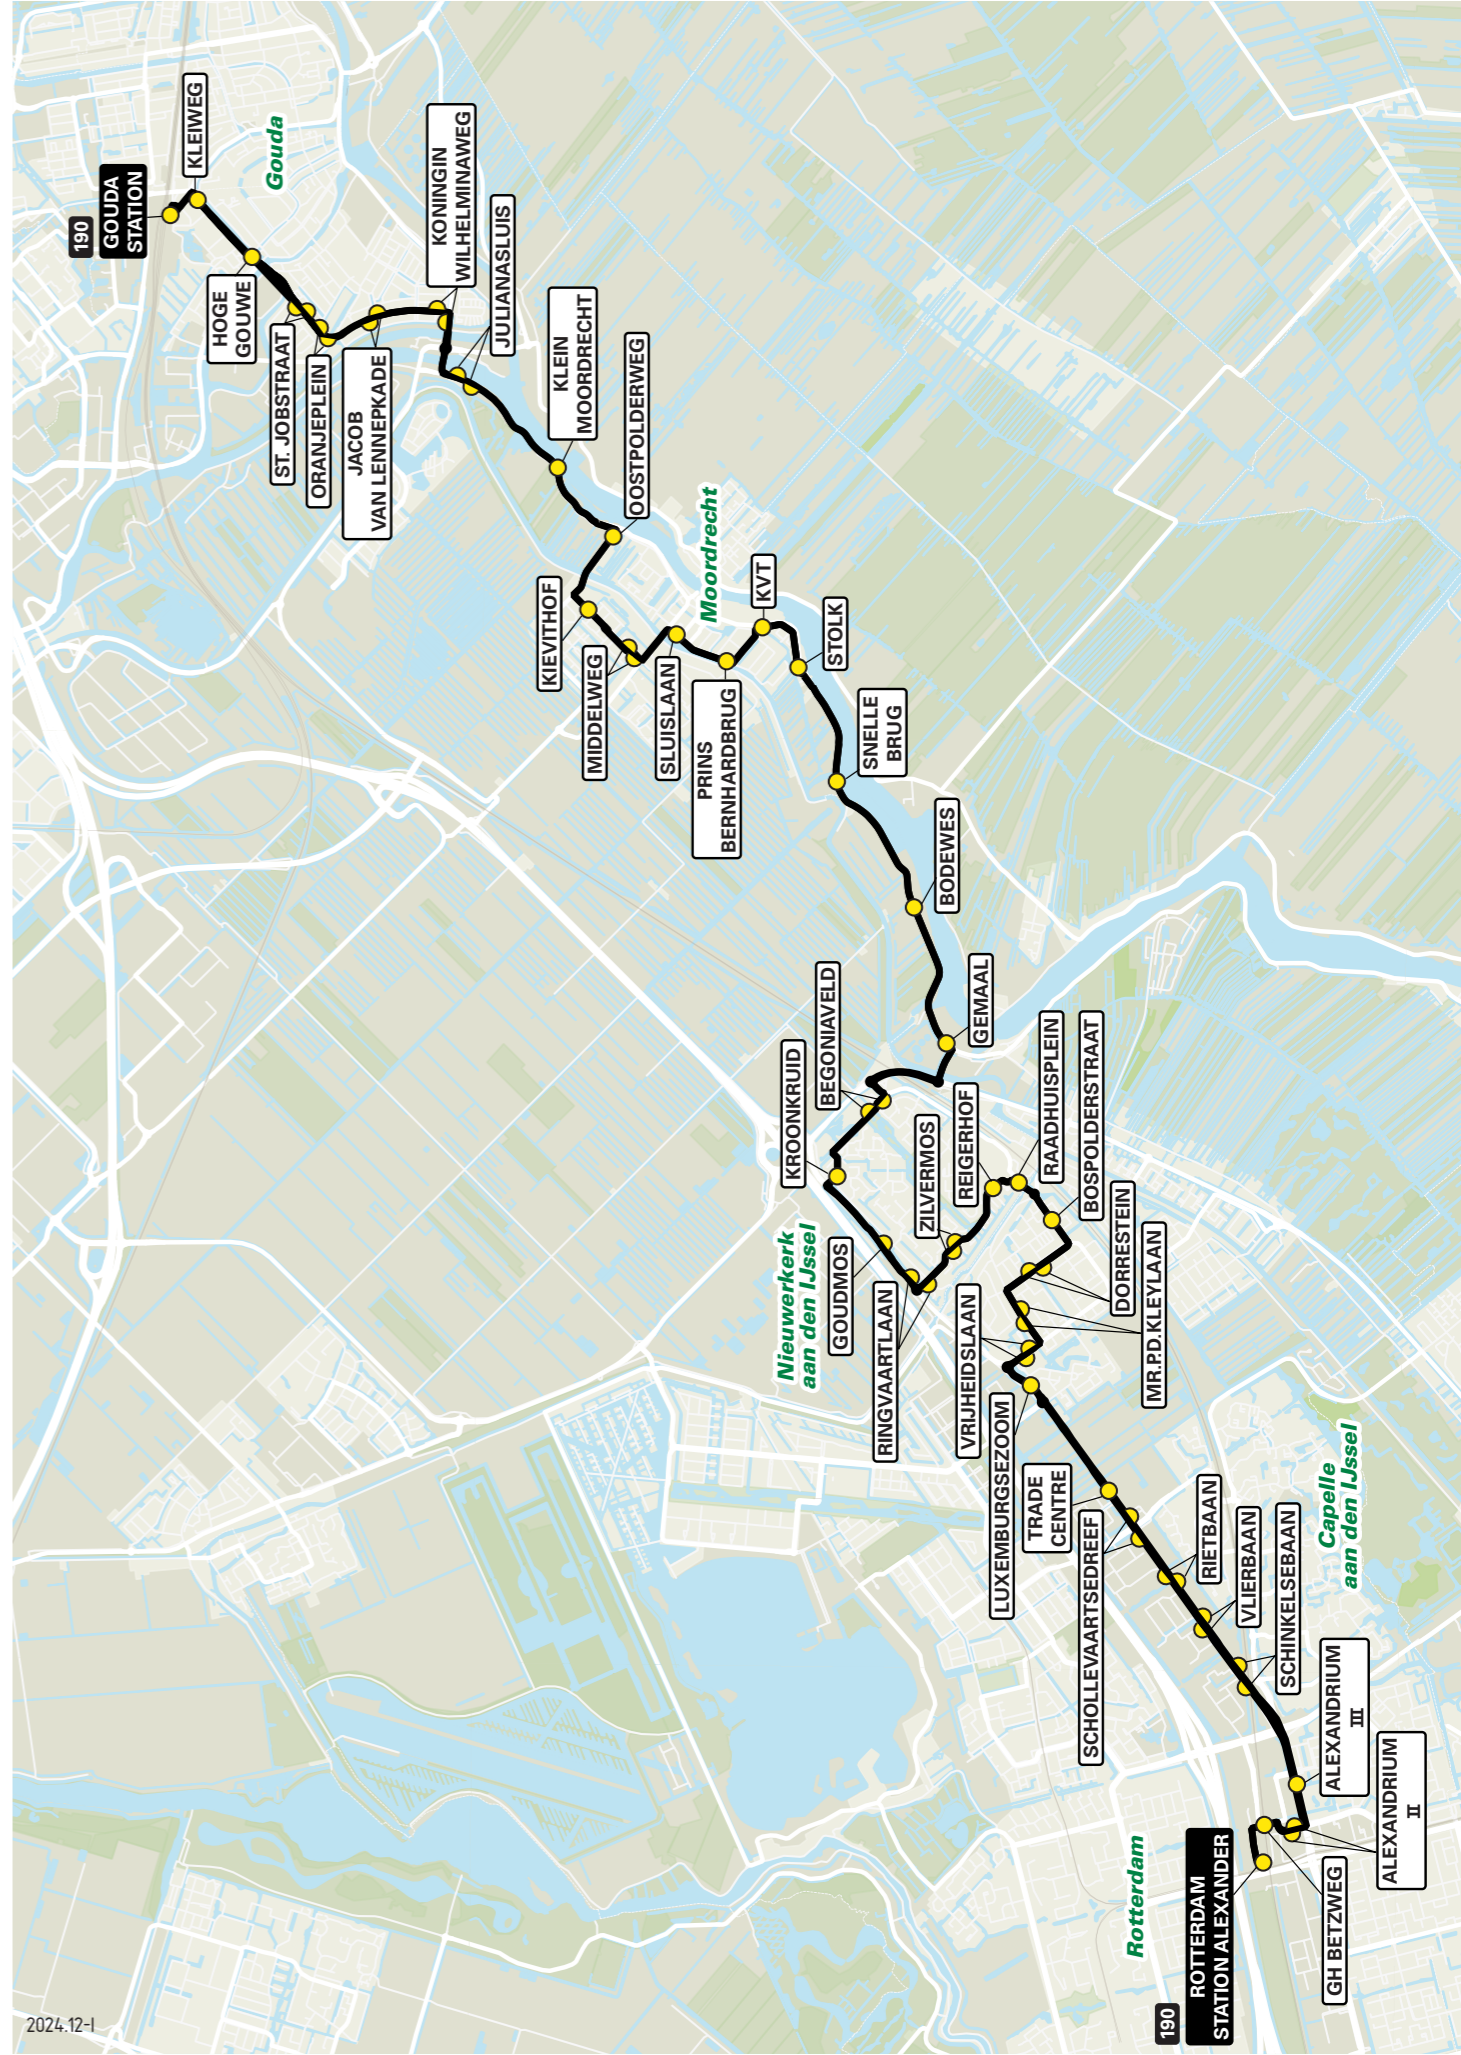 190
GOUDA
STATION
KLEIWEG
Gouda
HOGE
GOUWE
ST. JOBSTRAAT
ORANJEPLEIN
JACOB
VAN LENNEPKADE
KONINGIN
WILHELMINAWEG
JULIANASLUIS
KLEIN
MOORDRECHT
OOSTPOLDERWEG
Moordrecht
KIEVITHOF
MIDDELWEG
SLUISLAAN
PRINS
BERNHARDBRUG
KVT
STOLK
SNELLE
BRUG
BODEWES
GEMAAL
BEGONIAVELD
KROONKRUID
Nieuwerkerk
aan den IJssel
GOUDMOS
RINGVAARTLAAN
ZILVERMOS
REIGERHOF
RAADHUISPLEIN
BOSPOLDERSTRAAT
DORRESTEIN
MR.P.D.KLEYLAAN
VRIJHEIDSLAAN
LUXEMBURGSEZOOM
TRADE
CENTRE
SCHOLLEVAARTSEDREEF
RIETBAAN
VLIERBAAN
SCHINKELSEBAAN
Capelle
aan den IJssel
ALEXANDRIUM
III
ALEXANDRIUM
II
GH BETZWEG
Rotterdam
190
ROTTERDAM
STATION ALEXANDER
2024.12-I